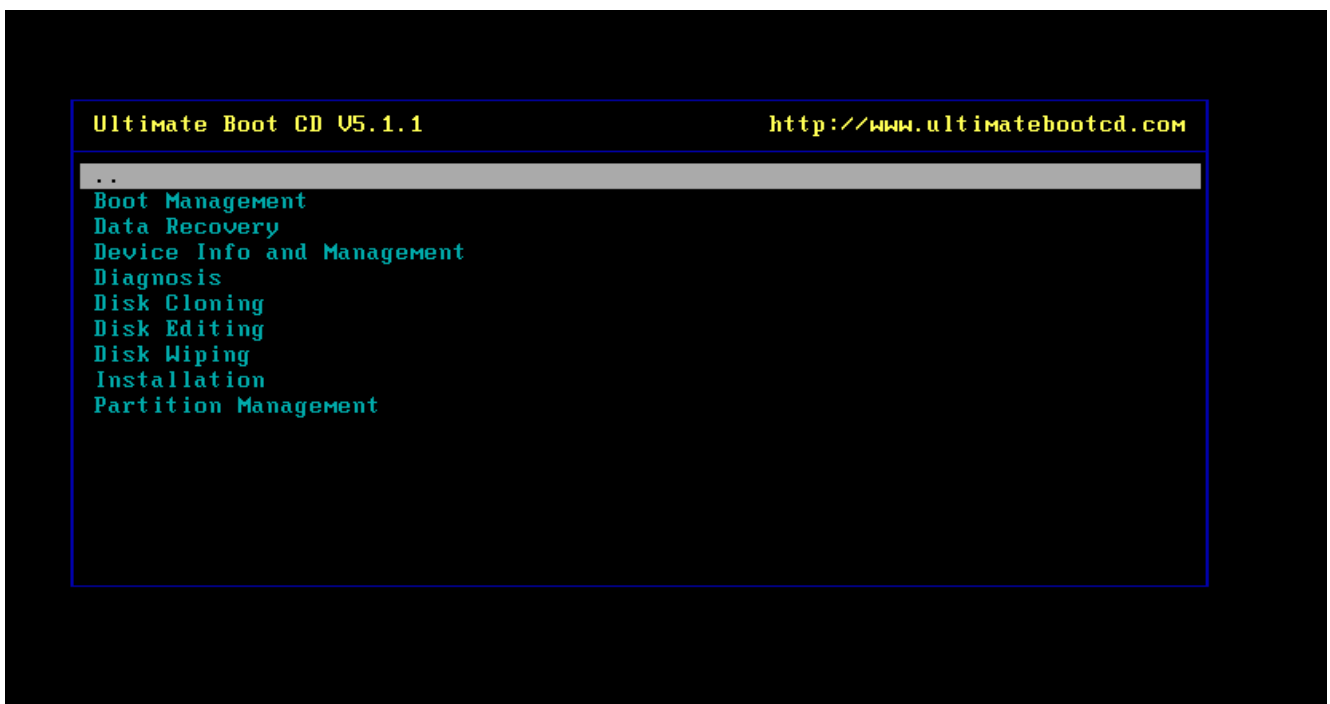 Ultimate Boot CD V5.1.1 http://www.ultimatebootcd.com
..
Boot Management
Data Recovery
Device Info and Management
Diagnosis
Disk Cloning
Disk Editing
Disk Wiping
Installation
Partition Management